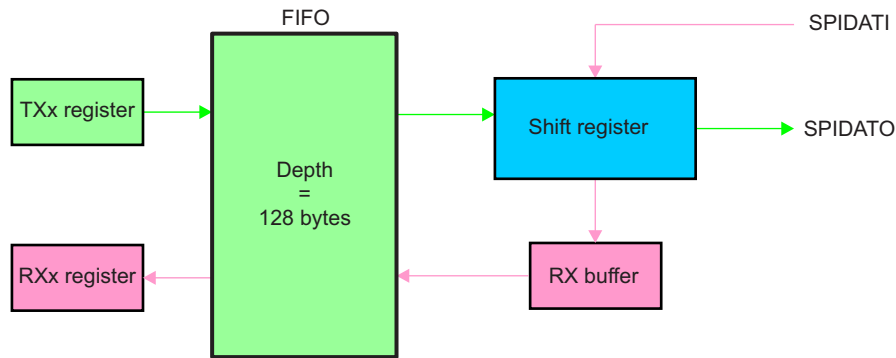 FIFO
SPIDATI
TXx register
Shift register
SPIDATO
Depth
=
128 bytes
RXx register
RX buffer